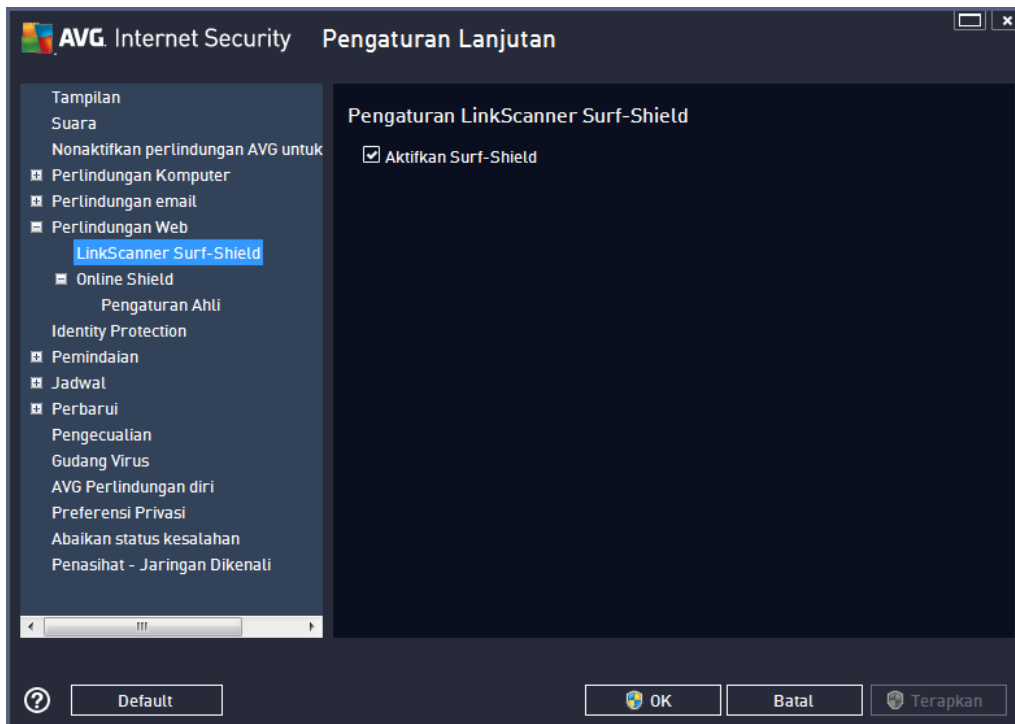 AVG. Internet Security Pengaturan Lanjutan
Tampilan
Suara
Nonaktifkan perlindungan AVG untuk
Perlindungan Komputer
Perlindungan email
Perlindungan Web
LinkScanner Surf-Shield
Online Shield
Pengaturan Ahli
Identity Protection
Pemindaian
Jadwal
Perbarui
Pengecualian
Gudang Virus
AVG Perlindungan diri
Preferensi Privasi
Abaikan status kesalahan
Penasihat - Jaringan Dikenali
Pengaturan LinkScanner Surf-Shield
Aktifkan Surf-Shield
Default
OK
Batal
Terapkan